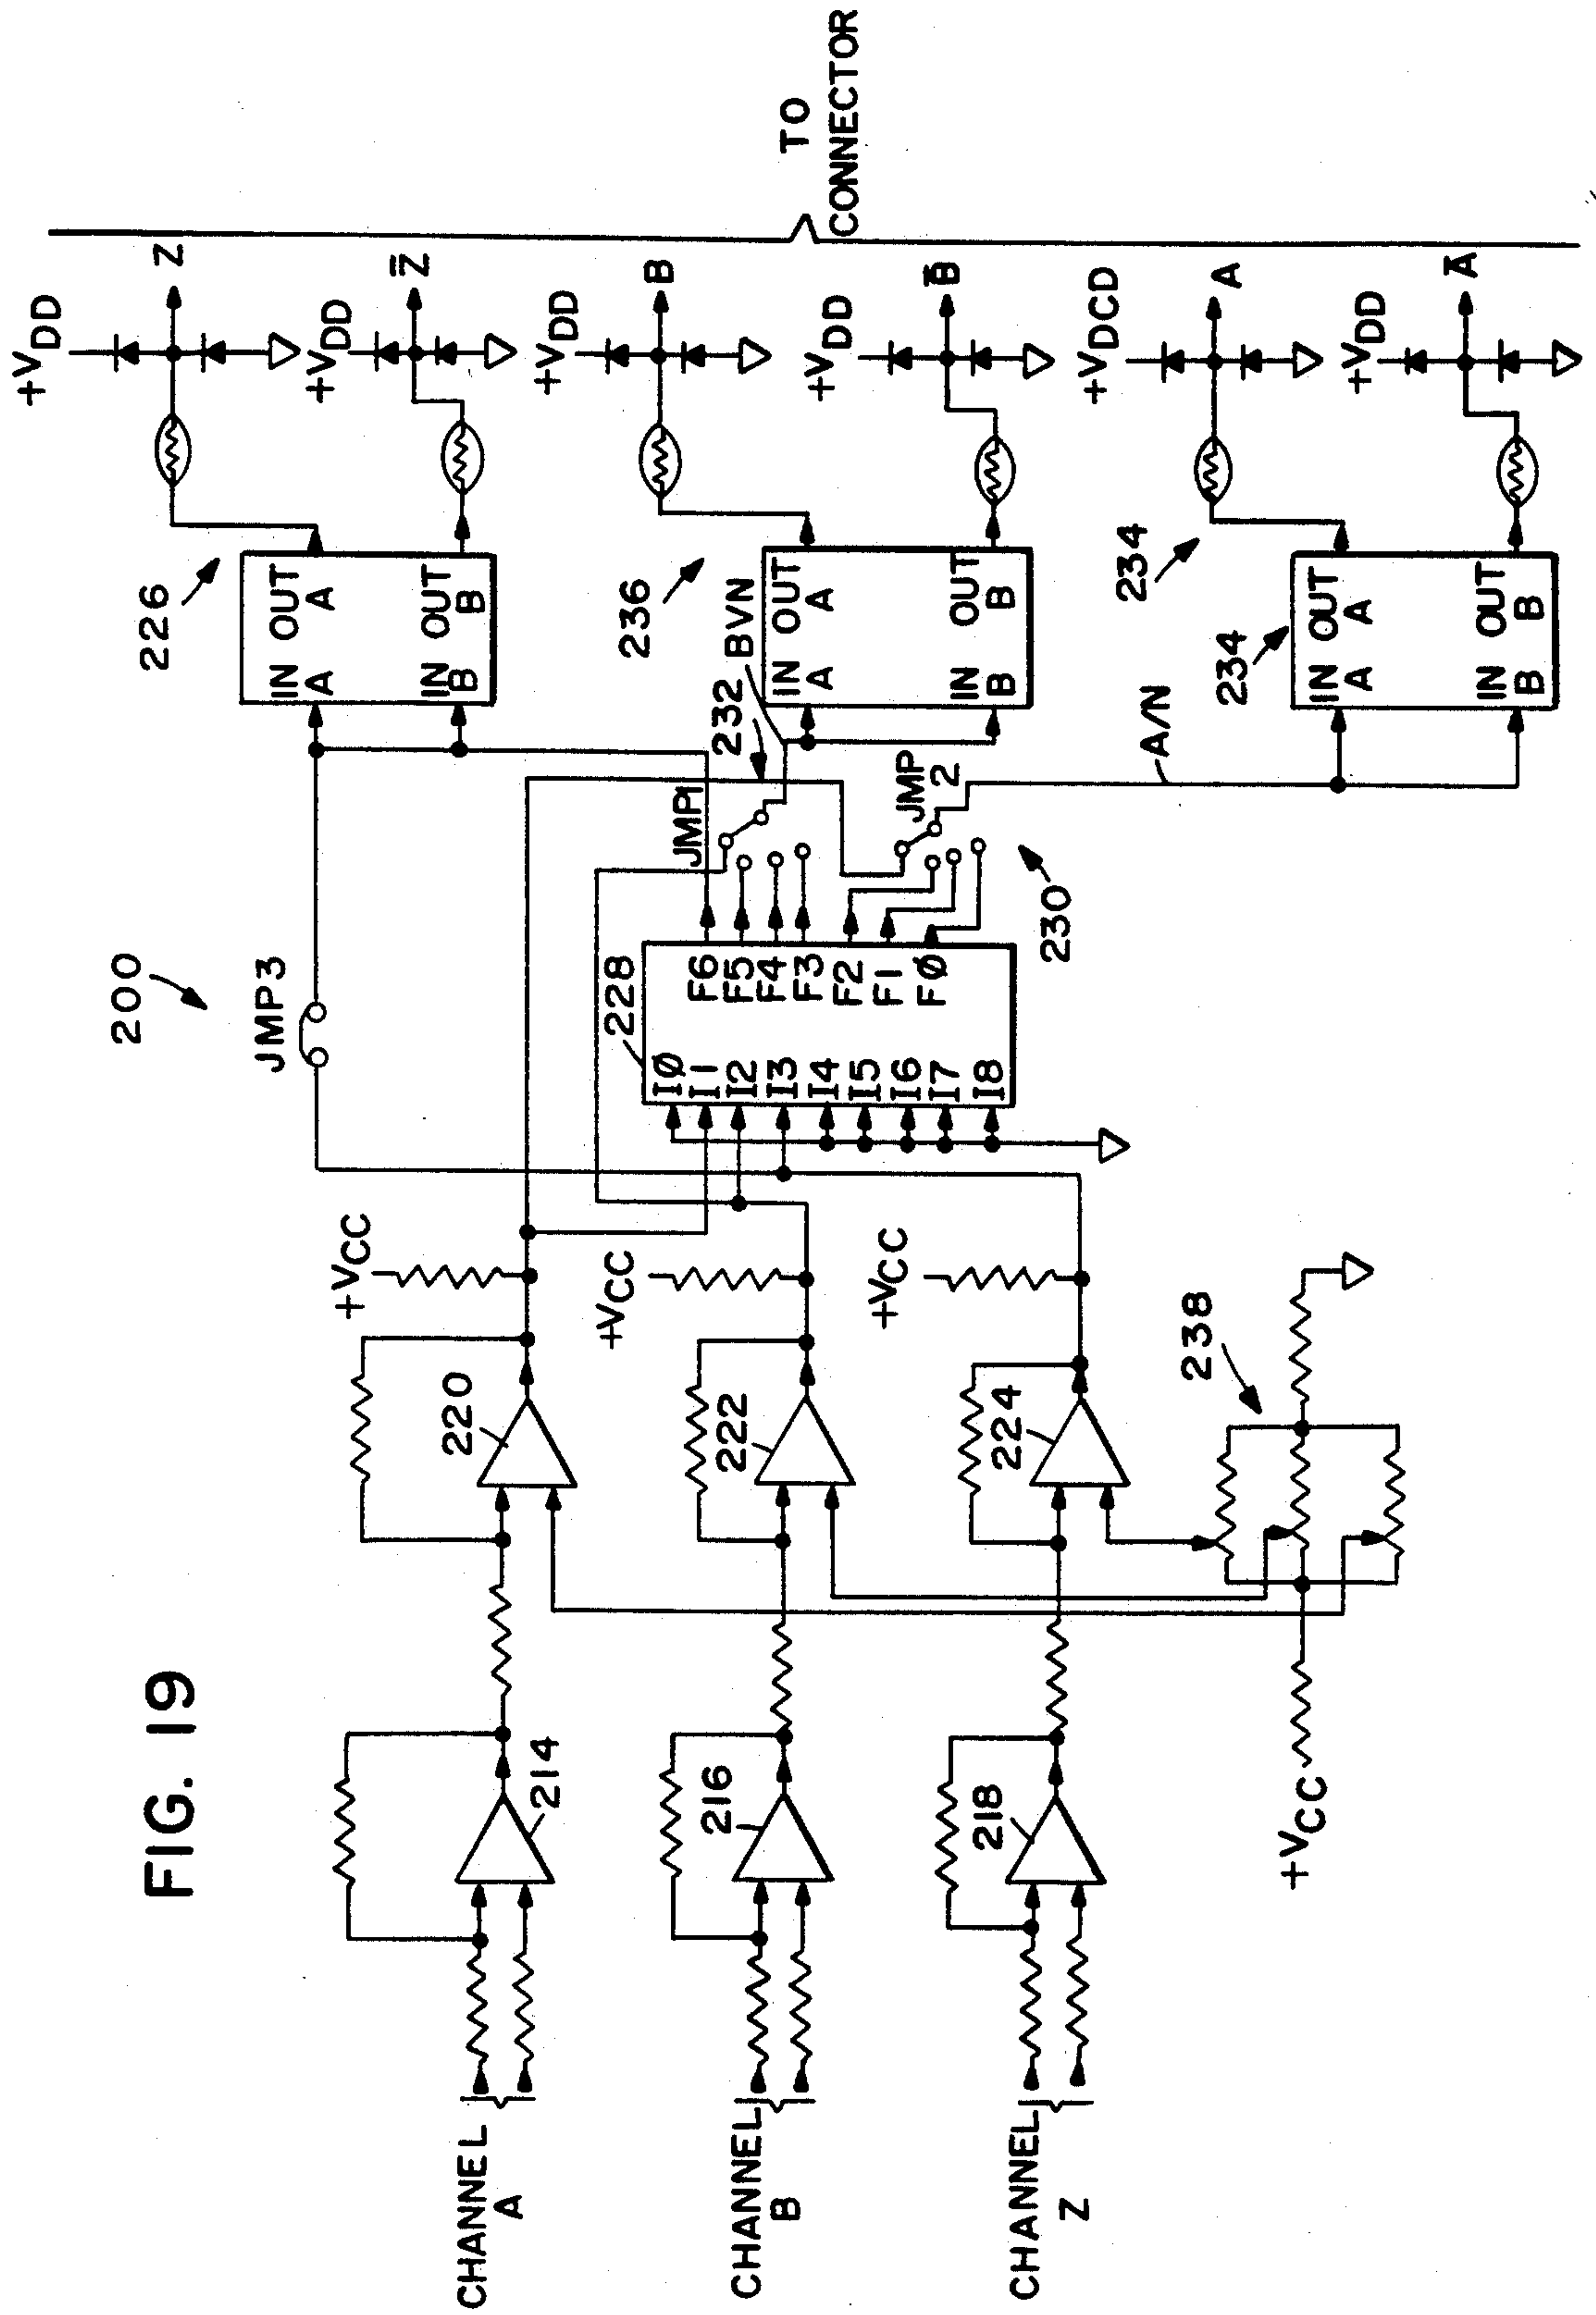 FIG. 19
200
CHANNEL
A
CHANNEL
B
CHANNEL
Z
214
216
218
220
222
224
+VCC
+VCC
+VCC
+VCC
238
JMP3
228
IØ
I1
I2
I3
I4
I5
I6
I7
I8
F6
F5
F4
F3
F2
F1
FØ
230
JMP1
JMP
2
232
BVN
A/N
226
IN OUT
A A
IN OUT
B B
236
IN OUT
A A
IN OUT
B B
234
234
IN OUT
A A
IN OUT
B B
+VDD
Z
+VDD
Z̅
+VDD
B
+VDD
B̅
+VDCD
A
+VDD
A̅
TO
CONNECTOR